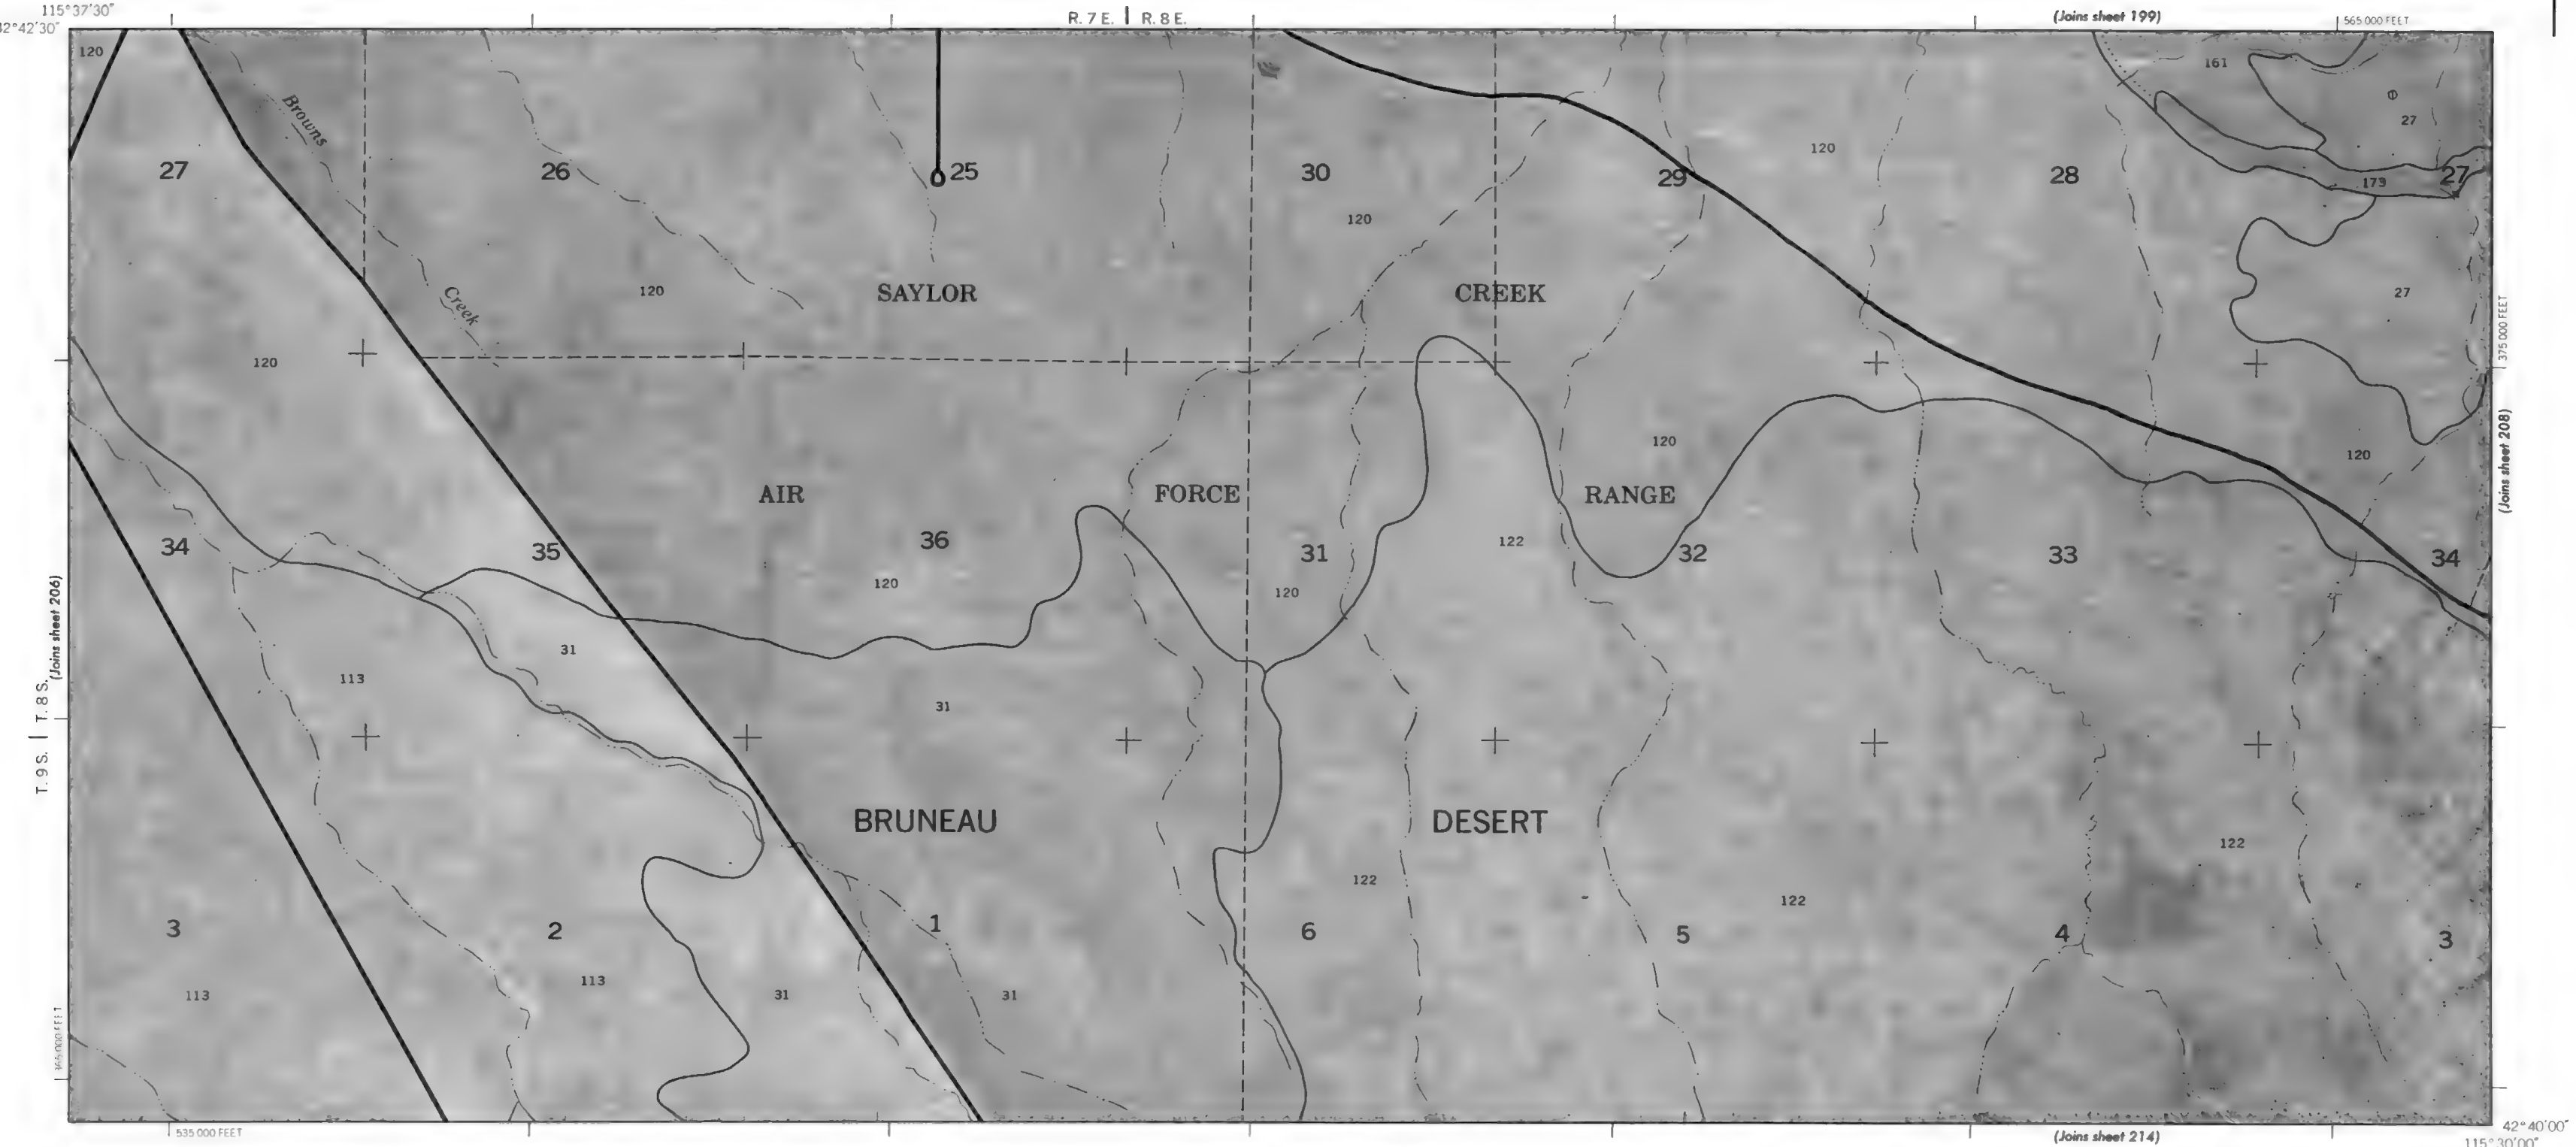 115°37'30"
R. 7 E. | R. 8 E.
(Joins sheet 199)
565 000 FEET
42°42'30"
120
161
Browns
27
120
27 26 25 30 29 28 173 27
120
Creek
120 SAYLOR CREEK 27
375 000 FEET
120
120 120
(Joins sheet 208)
AIR FORCE RANGE
34 35 36 31 122 32 33 34
120 120
(Joins sheet 206)
31
113
T. 9 S. | T. 8 S.
31
BRUNEAU DESERT
122
122
122
3 2 1 6 5 4 3
113
113 31 31
365 000 FEET
535 000 FEET
(Joins sheet 214)
42°40'00"
115°30'00"